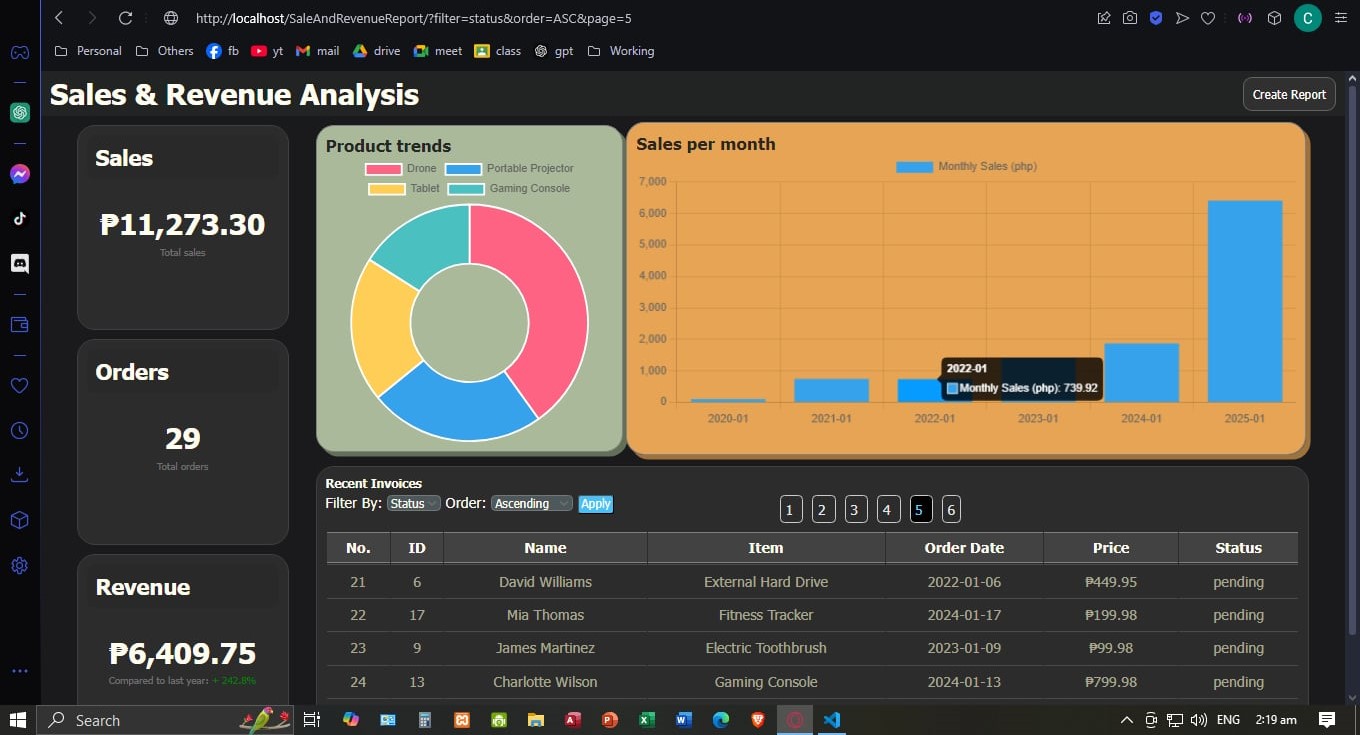 http://localhost/SaleAndRevenueReport/?filter=status&order=ASC&page=5
C
Personal Others fb yt mail drive meet class gpt Working
Sales & Revenue Analysis
Create Report
Sales
₱11,273.30
Total sales
Orders
29
Total orders
Revenue
₱6,409.75
Compared to last year: + 242.8%
Product trends
Drone Portable Projector
Tablet Gaming Console
Sales per month
Monthly Sales (php)
7,000
6,000
5,000
4,000
3,000
2,000
1,000
0
2022-01
Monthly Sales (php): 739.92
2020-01 2021-01 2022-01 2023-01 2024-01 2025-01
Recent Invoices
Filter By: Status Order: Ascending Apply
1 2 3 4 5 6
No. ID Name Item Order Date Price Status
21 6 David Williams External Hard Drive 2022-01-06 ₱449.95 pending
22 17 Mia Thomas Fitness Tracker 2024-01-17 ₱199.98 pending
23 9 James Martinez Electric Toothbrush 2023-01-09 ₱99.98 pending
24 13 Charlotte Wilson Gaming Console 2024-01-13 ₱799.98 pending
Search
ENG 2:19 am